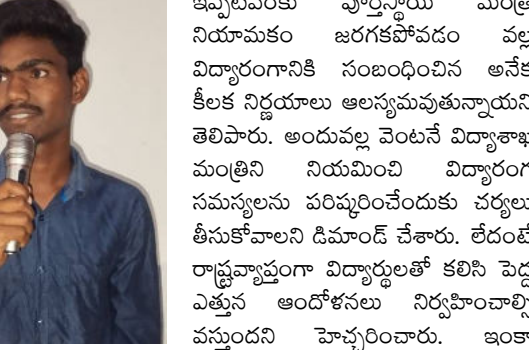 ఇప్పటివరకు పూర్తిస్థాయి మంత్రి
నియామకం జరగకపోవడం వల్ల
విద్యారంగానికి సంబంధించిన అనేక
కీలక నిర్ణయాలు ఆలస్యమవుతున్నాయని
తెలిపారు. అందువల్ల వెంటనే విద్యాశాఖ
మంత్రిని నియమించి విద్యారంగ
సమస్యలను పరిష్కరించేందుకు చర్యలు
తీసుకోవాలని డిమాండ్ చేశారు. లేదంటే
రాష్ట్రవ్యాప్తంగా విద్యార్థులతో కలిసి పెద్ద
ఎత్తున ఆందోళనలు నిర్వహించాల్సి
వస్తుందని హెచ్చరించారు. ఇంకా